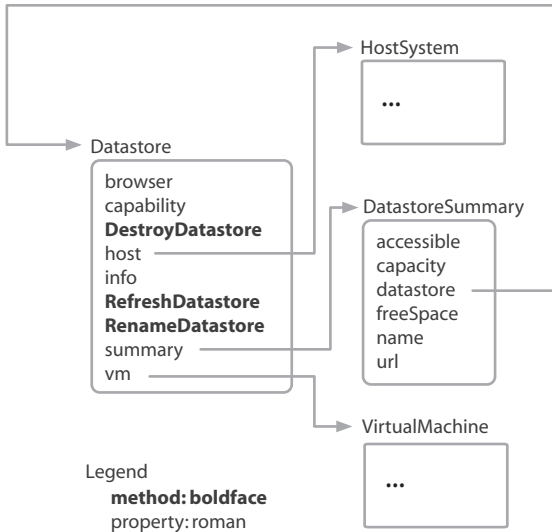 HostSystem
...
Datastore
browser
capability
DestroyDatastore
host
info
RefreshDatastore
RenameDatastore
summary
vm
DatastoreSummary
accessible
capacity
datastore
freeSpace
name
url
VirtualMachine
...
Legend
method: boldface
property: roman